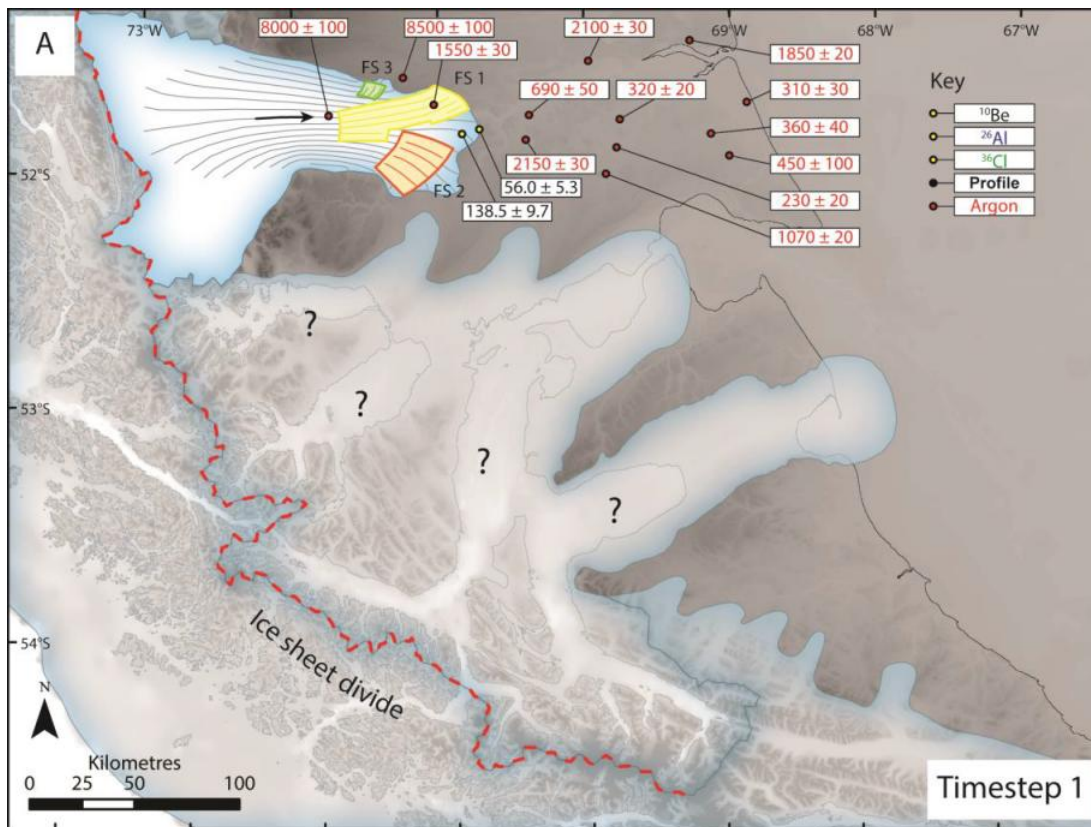 A
73°W
69°W
68°W
67°W
8000 ± 100
8500 ± 100
2100 ± 30
1850 ± 20
1550 ± 30
FS 3
FS 1
690 ± 50
320 ± 20
310 ± 30
360 ± 40
2150 ± 30
450 ± 100
52°S
FS 2
56.0 ± 5.3
230 ± 20
138.5 ± 9.7
1070 ± 20
Key
¹⁰Be
²⁶Al
³⁶Cl
Profile
Argon
?
?
53°S
?
?
54°S
Ice sheet divide
N
Kilometres
0 25 50 100
Timestep 1